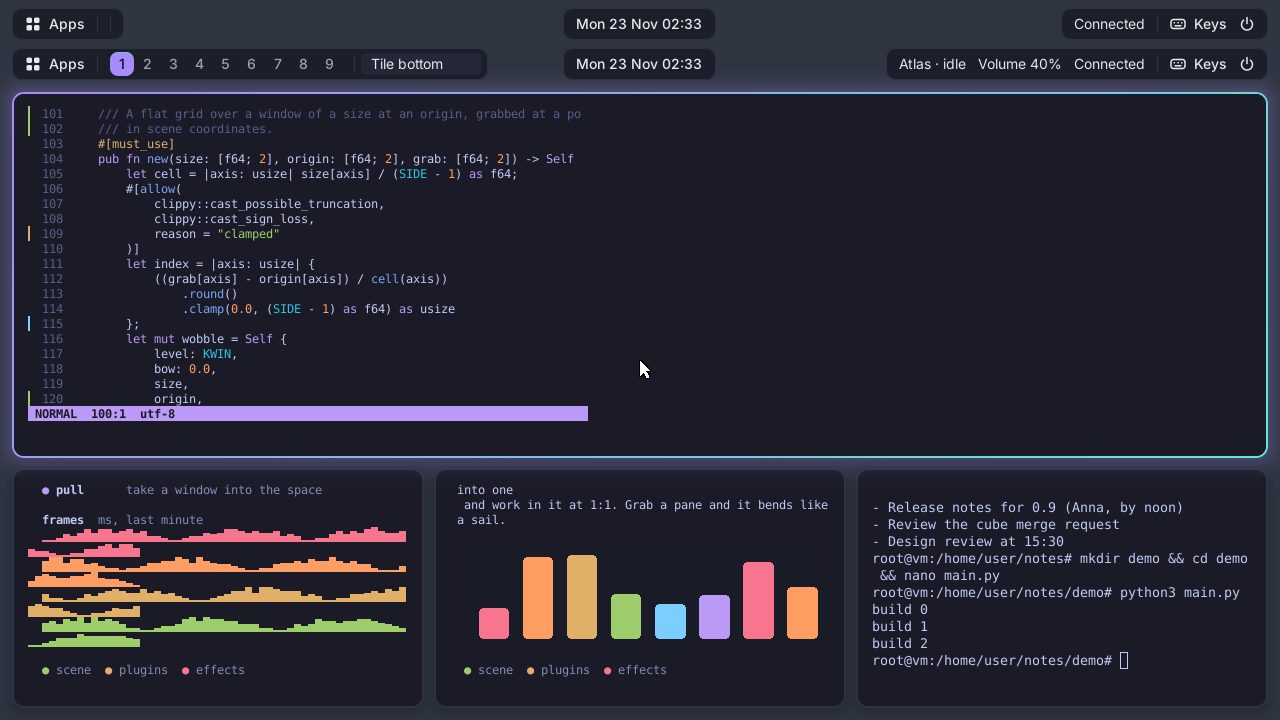 Apps
Mon 23 Nov 02:33
Connected Keys
Apps 1 2 3 4 5 6 7 8 9 Tile bottom
Mon 23 Nov 02:33
Atlas · idle Volume 40% Connected Keys
101 /// A flat grid over a window of a size at an origin, grabbed at a po
102 /// in scene coordinates.
103 #[must_use]
104 pub fn new(size: [f64; 2], origin: [f64; 2], grab: [f64; 2]) -> Self
105 let cell = |axis: usize| size[axis] / (SIDE - 1) as f64;
106 #[allow(
107 clippy::cast_possible_truncation,
108 clippy::cast_sign_loss,
109 reason = "clamped"
110 )]
111 let index = |axis: usize| {
112 ((grab[axis] - origin[axis]) / cell(axis))
113 .round()
114 .clamp(0.0, (SIDE - 1) as f64) as usize
115 };
116 let mut wobble = Self {
117 level: KWIN,
118 bow: 0.0,
119 size,
120 origin,
NORMAL 100:1 utf-8
● pull take a window into the space
frames ms, last minute
● scene ● plugins ● effects
into one
and work in it at 1:1. Grab a pane and it bends like
a sail.
● scene ● plugins ● effects
- Release notes for 0.9 (Anna, by noon)
- Review the cube merge request
- Design review at 15:30
root@vm:/home/user/notes# mkdir demo && cd demo
&& nano main.py
root@vm:/home/user/notes/demo# python3 main.py
build 0
build 1
build 2
root@vm:/home/user/notes/demo#